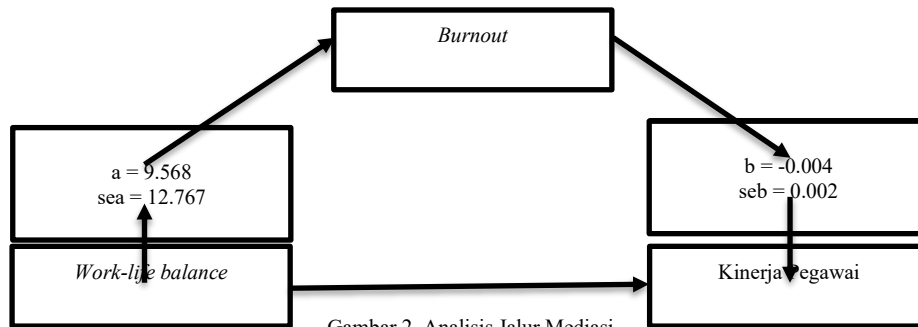 Burnout
a = 9.568
sea = 12.767
b = -0.004
seb = 0.002
Work-life balance
Kinerja Pegawai
Gambar 2. Analisis Jalur Mediasi